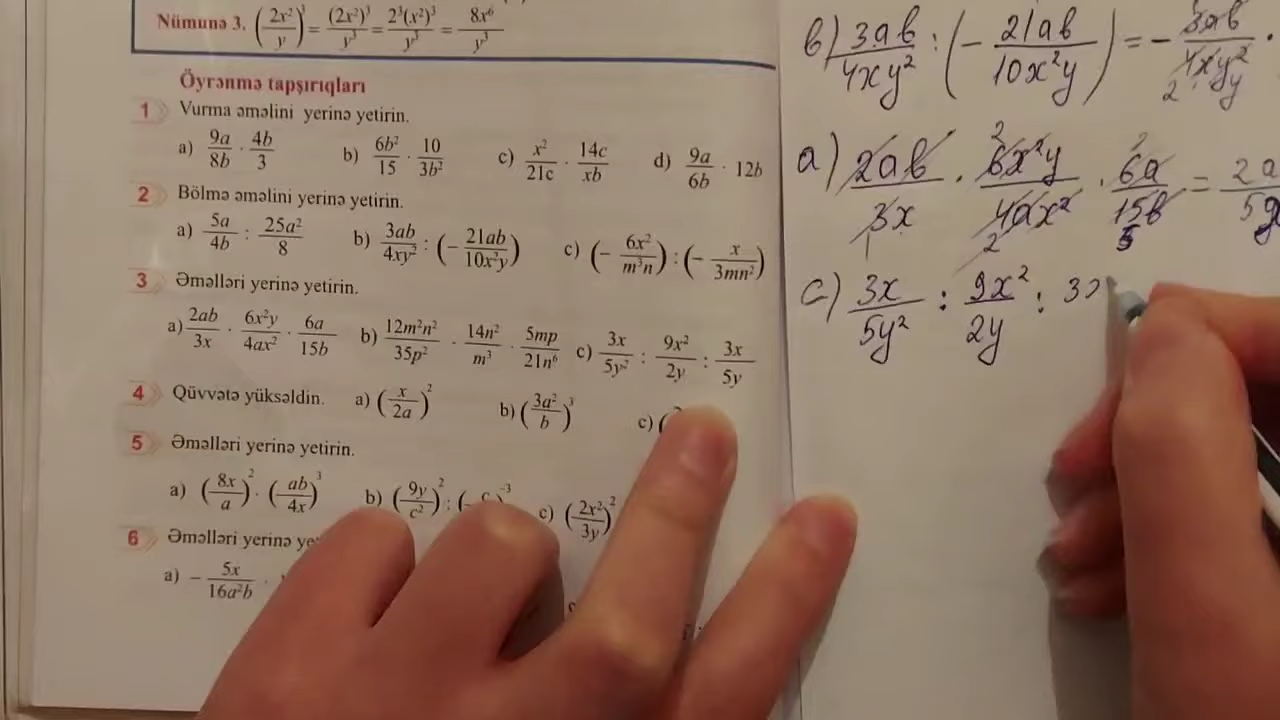 Nümunə 3. (2x²/y)³ = (2x²)³/y³ = 2³(x²)³/y³ = 8x⁶/y³
Öyrənmə tapşırıqları
1 Vurma əməlini yerinə yetirin.
a) 9a/8b · 4b/3 b) 6b²/15 · 10/3b² c) x²/21c · 14c/xb d) 9a/6b · 12b
2 Bölmə əməlini yerinə yetirin.
a) 5a/4b : 25a²/8 b) 3ab/4xy² : (− 21ab/10x²y) c) (− 6x²/m³n) : (− x/3mn²)
3 Əməlləri yerinə yetirin.
a) 2ab/3x · 6x²y/4ax² · 6a/15b b) 12m²n²/35p² · 14n²/m³ · 5mp/21n⁶ c) 3x/5y² : 9x²/2y : 3x/5y
4 Qüvvətə yüksəldin. a) (x/2a)² b) (3a²/b)³ c) (
5 Əməlləri yerinə yetirin.
a) (8x/a)² · (ab/4x)³ b) (9y/c²)² : (− c )⁻³ c) (2x²/3y)²
6 Əməlləri yerinə
a) − 5x/16a²b ·
b) 3ab/4xy² : (− 21ab/10x²y) = − 3ab/4xy² ·
a) 2ab/3x · 6x²y/4ax² · 6a/15b = 2a
c) 3x/5y² : 9x²/2y : 3x